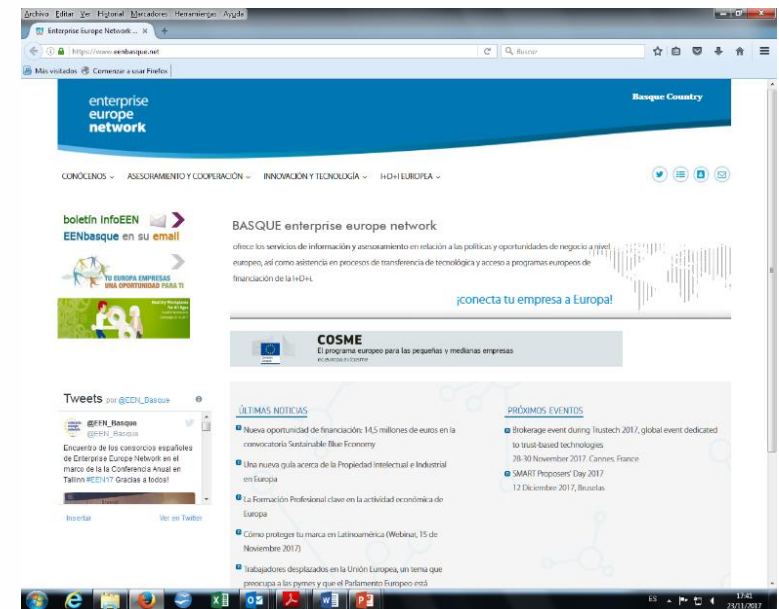 Archivo Editar Ver Historial Marcadores Herramientas Ayuda
Enterprise Europe Network ... × +
https://www.eenbasque.net
Buscar
Más visitados Comenzar a usar Firefox
enterprise
europe
network
Basque Country
CONÓCENOS ASESORAMIENTO Y COOPERACIÓN INNOVACIÓN Y TECNOLOGÍA I+D+I EUROPEA
boletín InfoEEN
EENbasque en su email
TU EUROPA EMPRESAS
UNA OPORTUNIDAD PARA TI
Healthy Workplaces
For All Ages
BASQUE enterprise europe network
ofrece los servicios de información y asesoramiento en relación a las políticas y oportunidades de negocio a nivel
europeo, así como asistencia en procesos de transferencia de tecnológica y acceso a programas europeos de
financiación de la I+D+i.
¡conecta tu empresa a Europa!
COSME
El programa europeo para las pequeñas y medianas empresas
ec.europa.eu/cosme
Tweets por @EEN_Basque
@EEN_Basque
@EEN_Basque
Encuentro de los consorcios españoles
de Enterprise Europe Network en el
marco de la la Conferencia Anual en
Tallinn #EEN17 Gracias a todos!
Insertar Ver en Twitter
ÚLTIMAS NOTICIAS
Nueva oportunidad de financiación: 14,5 millones de euros en la
convocatoria Sustainable Blue Economy
Una nueva guía acerca de la Propiedad intelectual e Industrial
en Europa
La Formación Profesional clave en la actividad económica de
Europa
Cómo proteger tu marca en Latinoamérica (Webinar, 15 de
Noviembre 2017)
Trabajadores desplazados en la Unión Europea, un tema que
preocupa a las pymes y que el Parlamento Europeo está
PRÓXIMOS EVENTOS
Brokerage event during Trustech 2017, global event dedicated
to trust-based technologies
28-30 November 2017. Cannes. France
SMART Proposers' Day 2017
12 Diciembre 2017, Bruselas
ES
17:41
23/11/2017